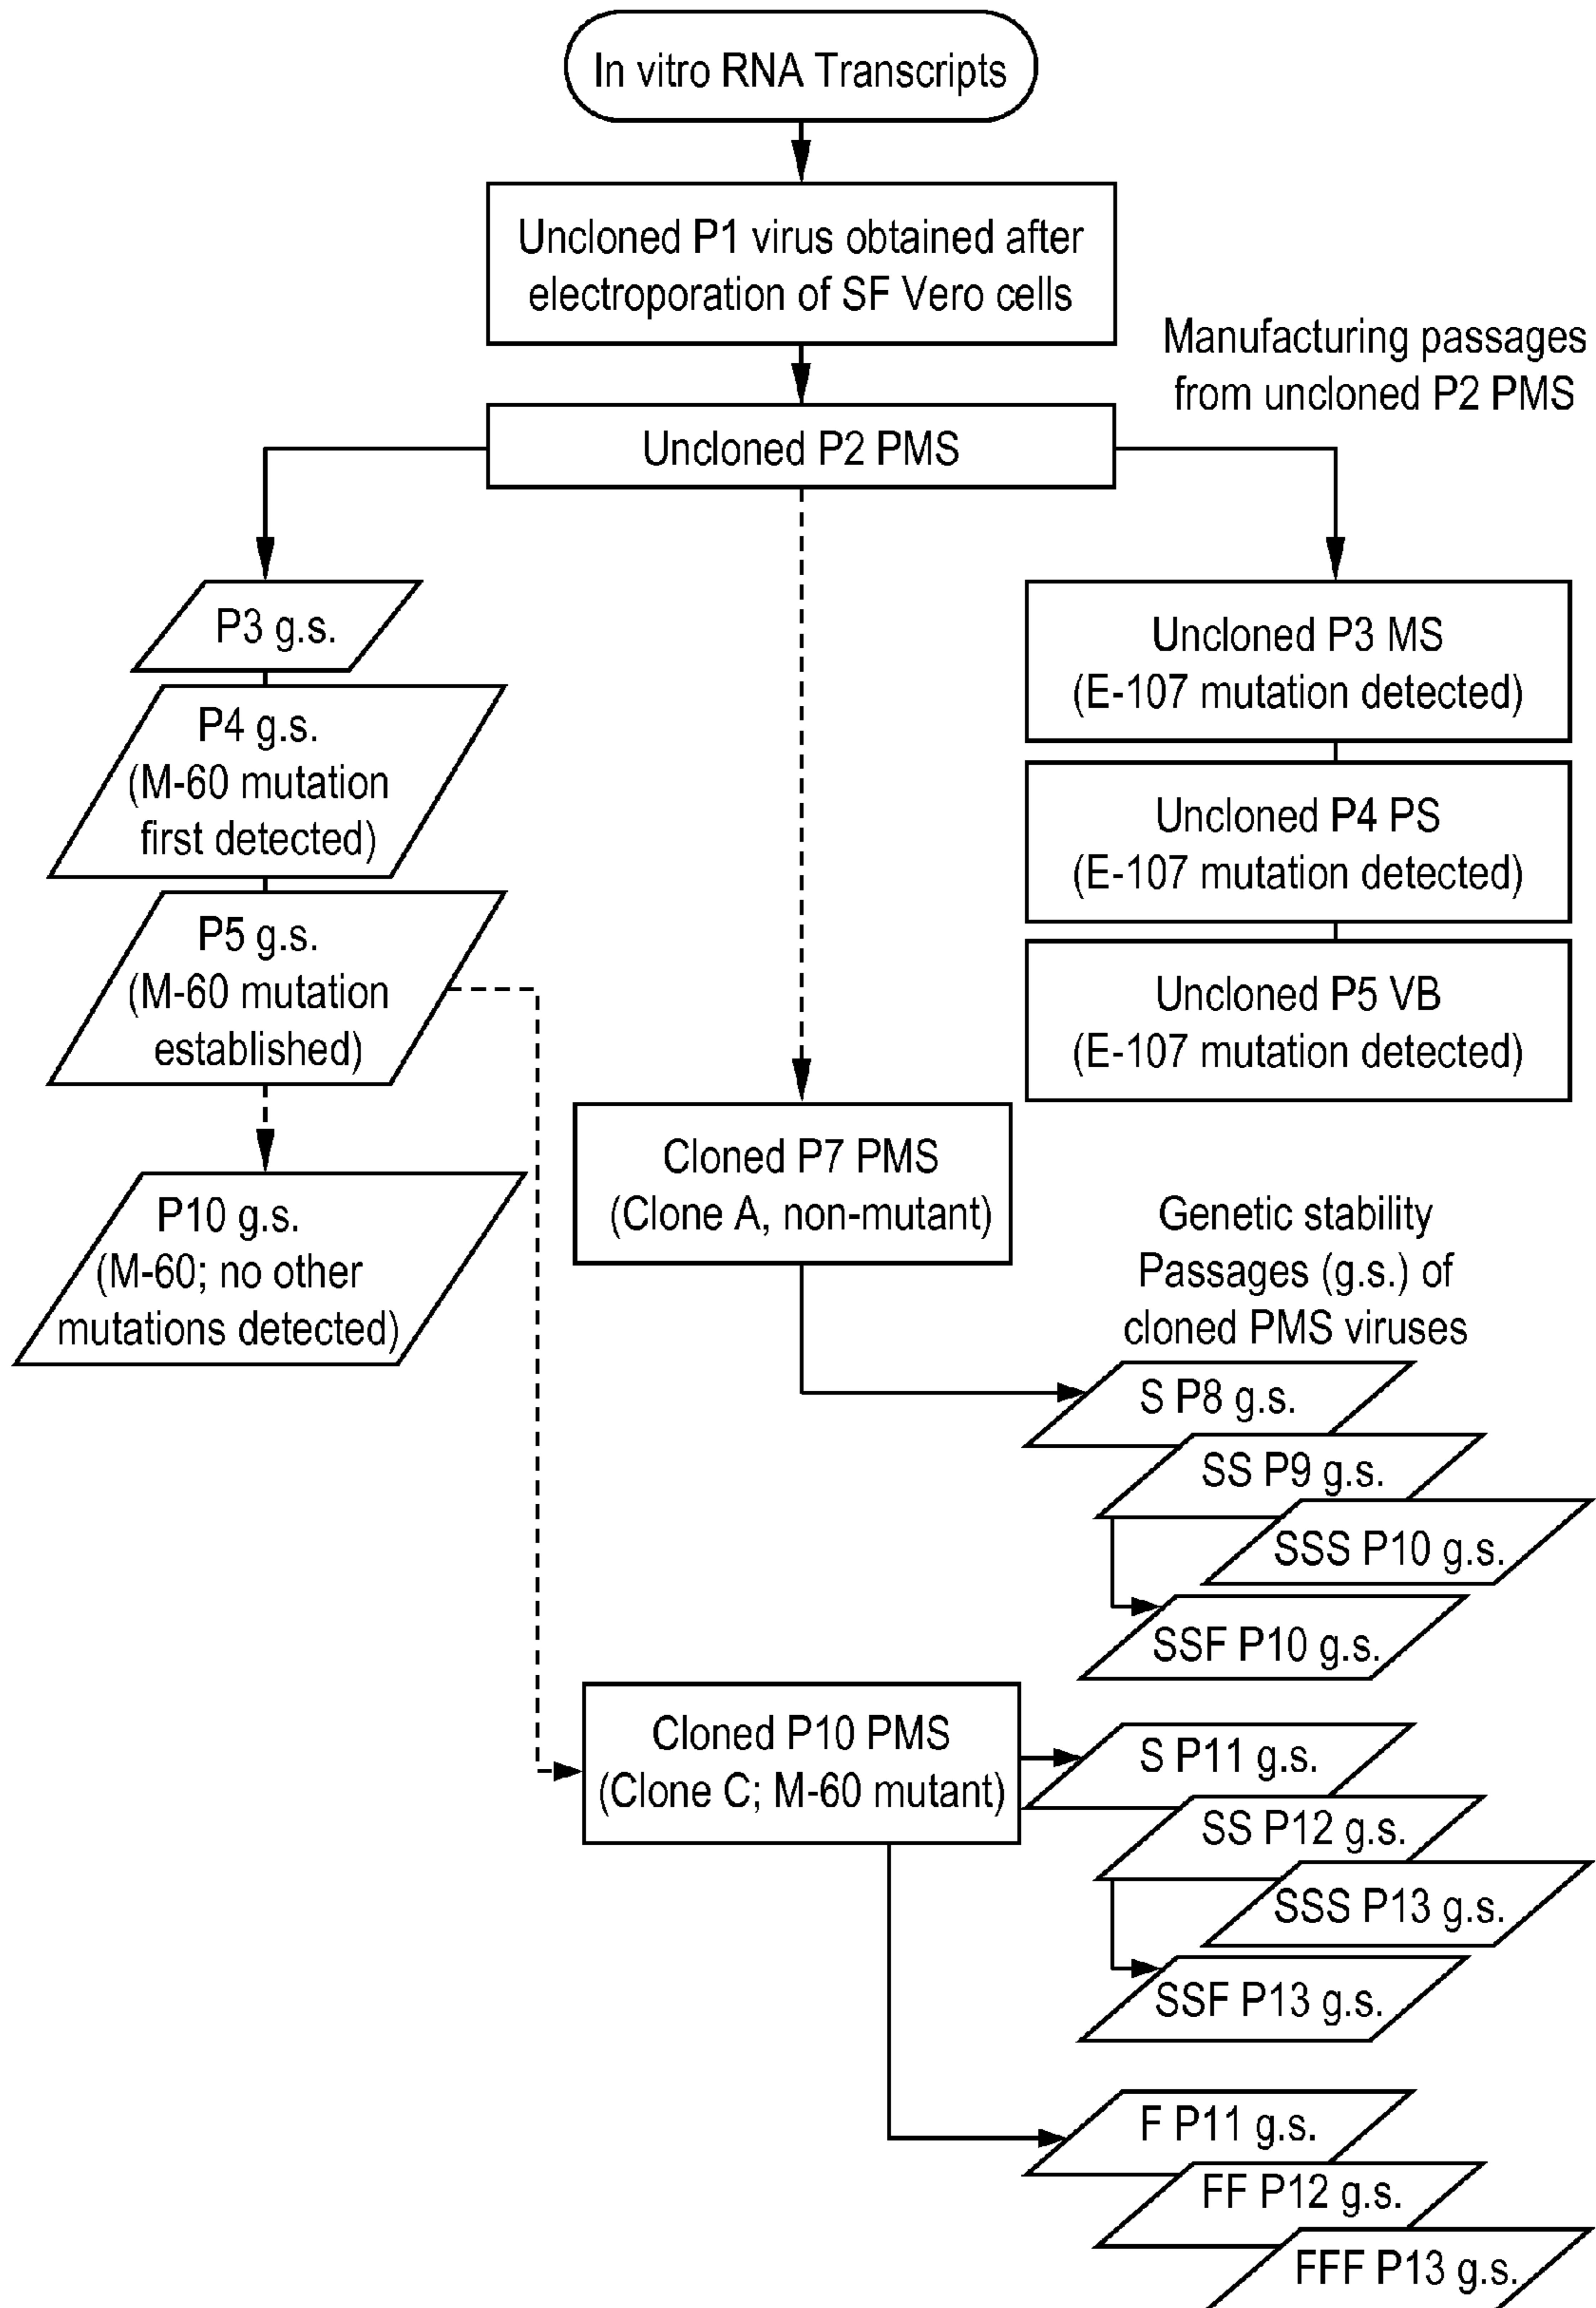 In vitro RNA Transcripts
Uncloned P1 virus obtained after
electroporation of SF Vero cells
Manufacturing passages
from uncloned P2 PMS
Uncloned P2 PMS
P3 g.s.
P4 g.s.
(M-60 mutation
first detected)
P5 g.s.
(M-60 mutation
established)
P10 g.s.
(M-60; no other
mutations detected)
Uncloned P3 MS
(E-107 mutation detected)
Uncloned P4 PS
(E-107 mutation detected)
Uncloned P5 VB
(E-107 mutation detected)
Cloned P7 PMS
(Clone A, non-mutant)
Genetic stability
Passages (g.s.) of
cloned PMS viruses
S P8 g.s.
SS P9 g.s.
SSS P10 g.s.
SSF P10 g.s.
Cloned P10 PMS
(Clone C; M-60 mutant)
S P11 g.s.
SS P12 g.s.
SSS P13 g.s.
SSF P13 g.s.
F P11 g.s.
FF P12 g.s.
FFF P13 g.s.